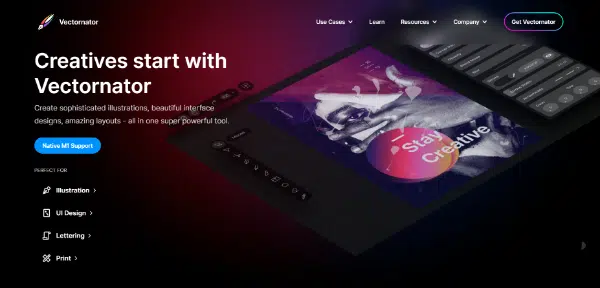 Vectornator
Use Cases
Learn
Resources
Company
Get Vectornator
Creatives start with
Vectornator
Create sophisticated illustrations, beautiful interface
designs, amazing layouts – all in one super powerful tool.
Native M1 Support
PERFECT FOR
Illustration
UI Design
Lettering
Print
Stay
Creative